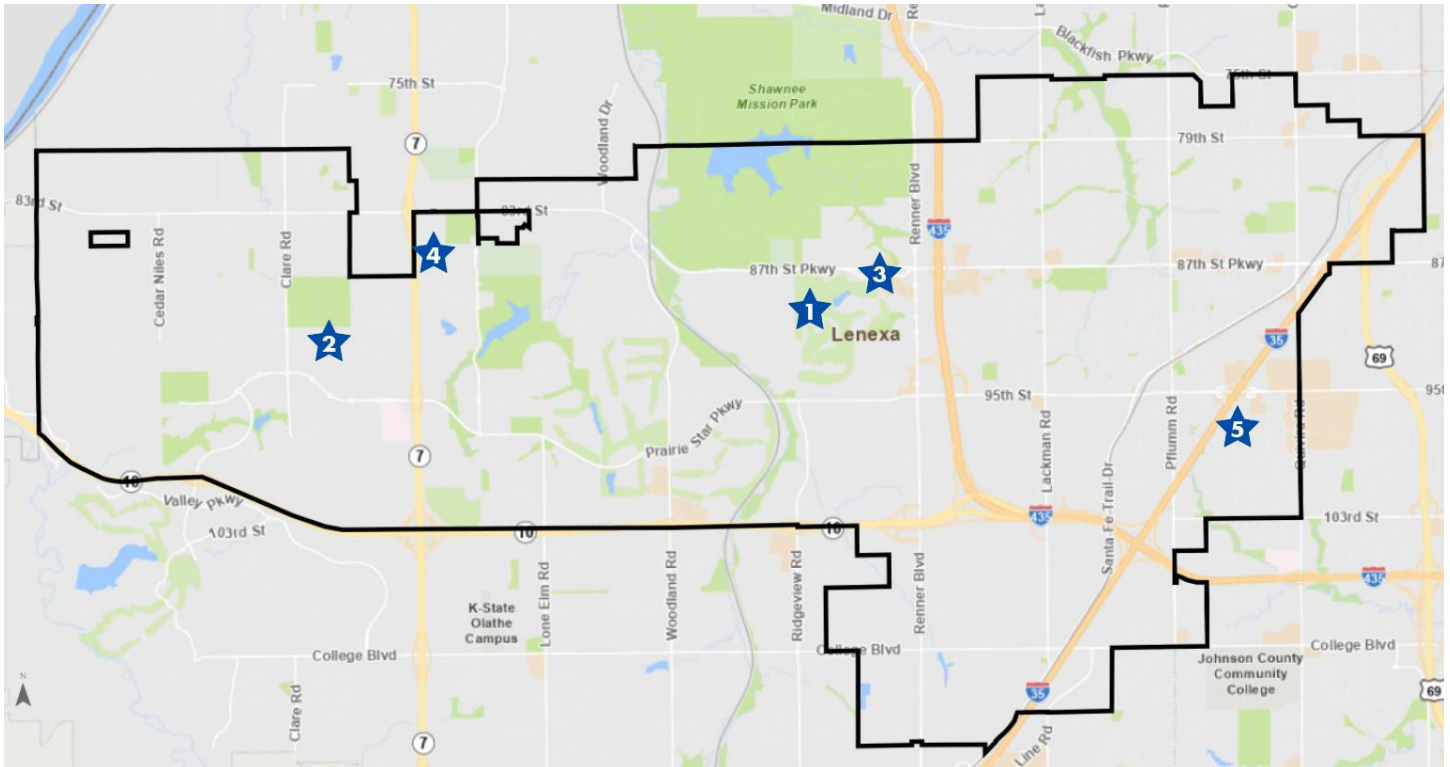 Midland Dr
Blackfish Pkwy
75th St
75th St
Shawnee
Mission Park
7
Woodland Dr
79th St
83rd St
83rd St
Renner Blvd
435
Cedar Niles Rd
Clare Rd
4
87th St Pkwy
3
87th St Pkwy
1
Lenexa
2
35
69
95th St
Prairie Star Pkwy
Lackman Rd
Pflumm Rd
Quivira Rd
5
7
10
Valley Pkwy
103rd St
10
10
435
Santa-Fe-Trail-Dr
103rd St
435
K-State
Olathe
Campus
Lone Elm Rd
Woodland Rd
Ridgeview Rd
Renner Blvd
College Blvd
College Blvd
College Blvd
Johnson County
Community
College
35
69
N
Clare Rd
7
Line Rd